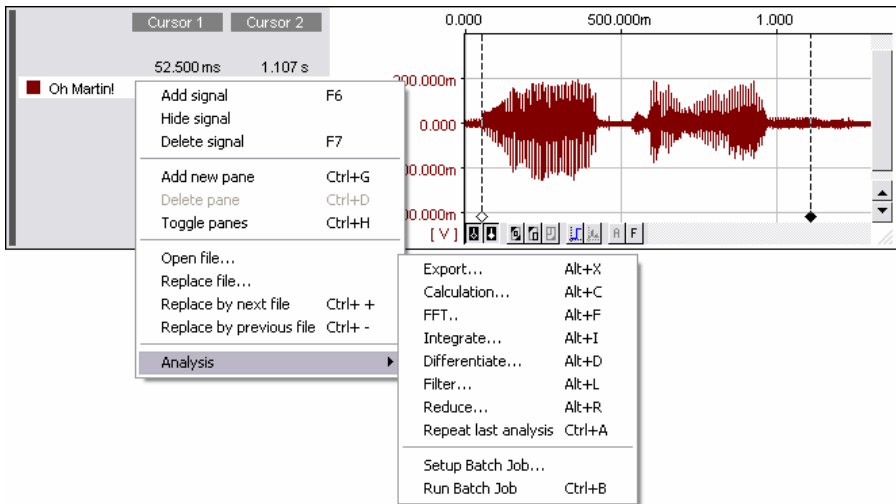 Cursor 1 Cursor 2
0.000 500.000m 1.000
52.500 ms 1.107 s
Oh Martin!
Add signal F6
Hide signal
Delete signal F7
Add new pane Ctrl+G
Delete pane Ctrl+D
Toggle panes Ctrl+H
Open file...
Replace file...
Replace by next file Ctrl+ +
Replace by previous file Ctrl+ -
Analysis
0.000
[ V ]
A F
Export... Alt+X
Calculation... Alt+C
FFT.. Alt+F
Integrate... Alt+I
Differentiate... Alt+D
Filter... Alt+L
Reduce... Alt+R
Repeat last analysis Ctrl+A
Setup Batch Job...
Run Batch Job Ctrl+B